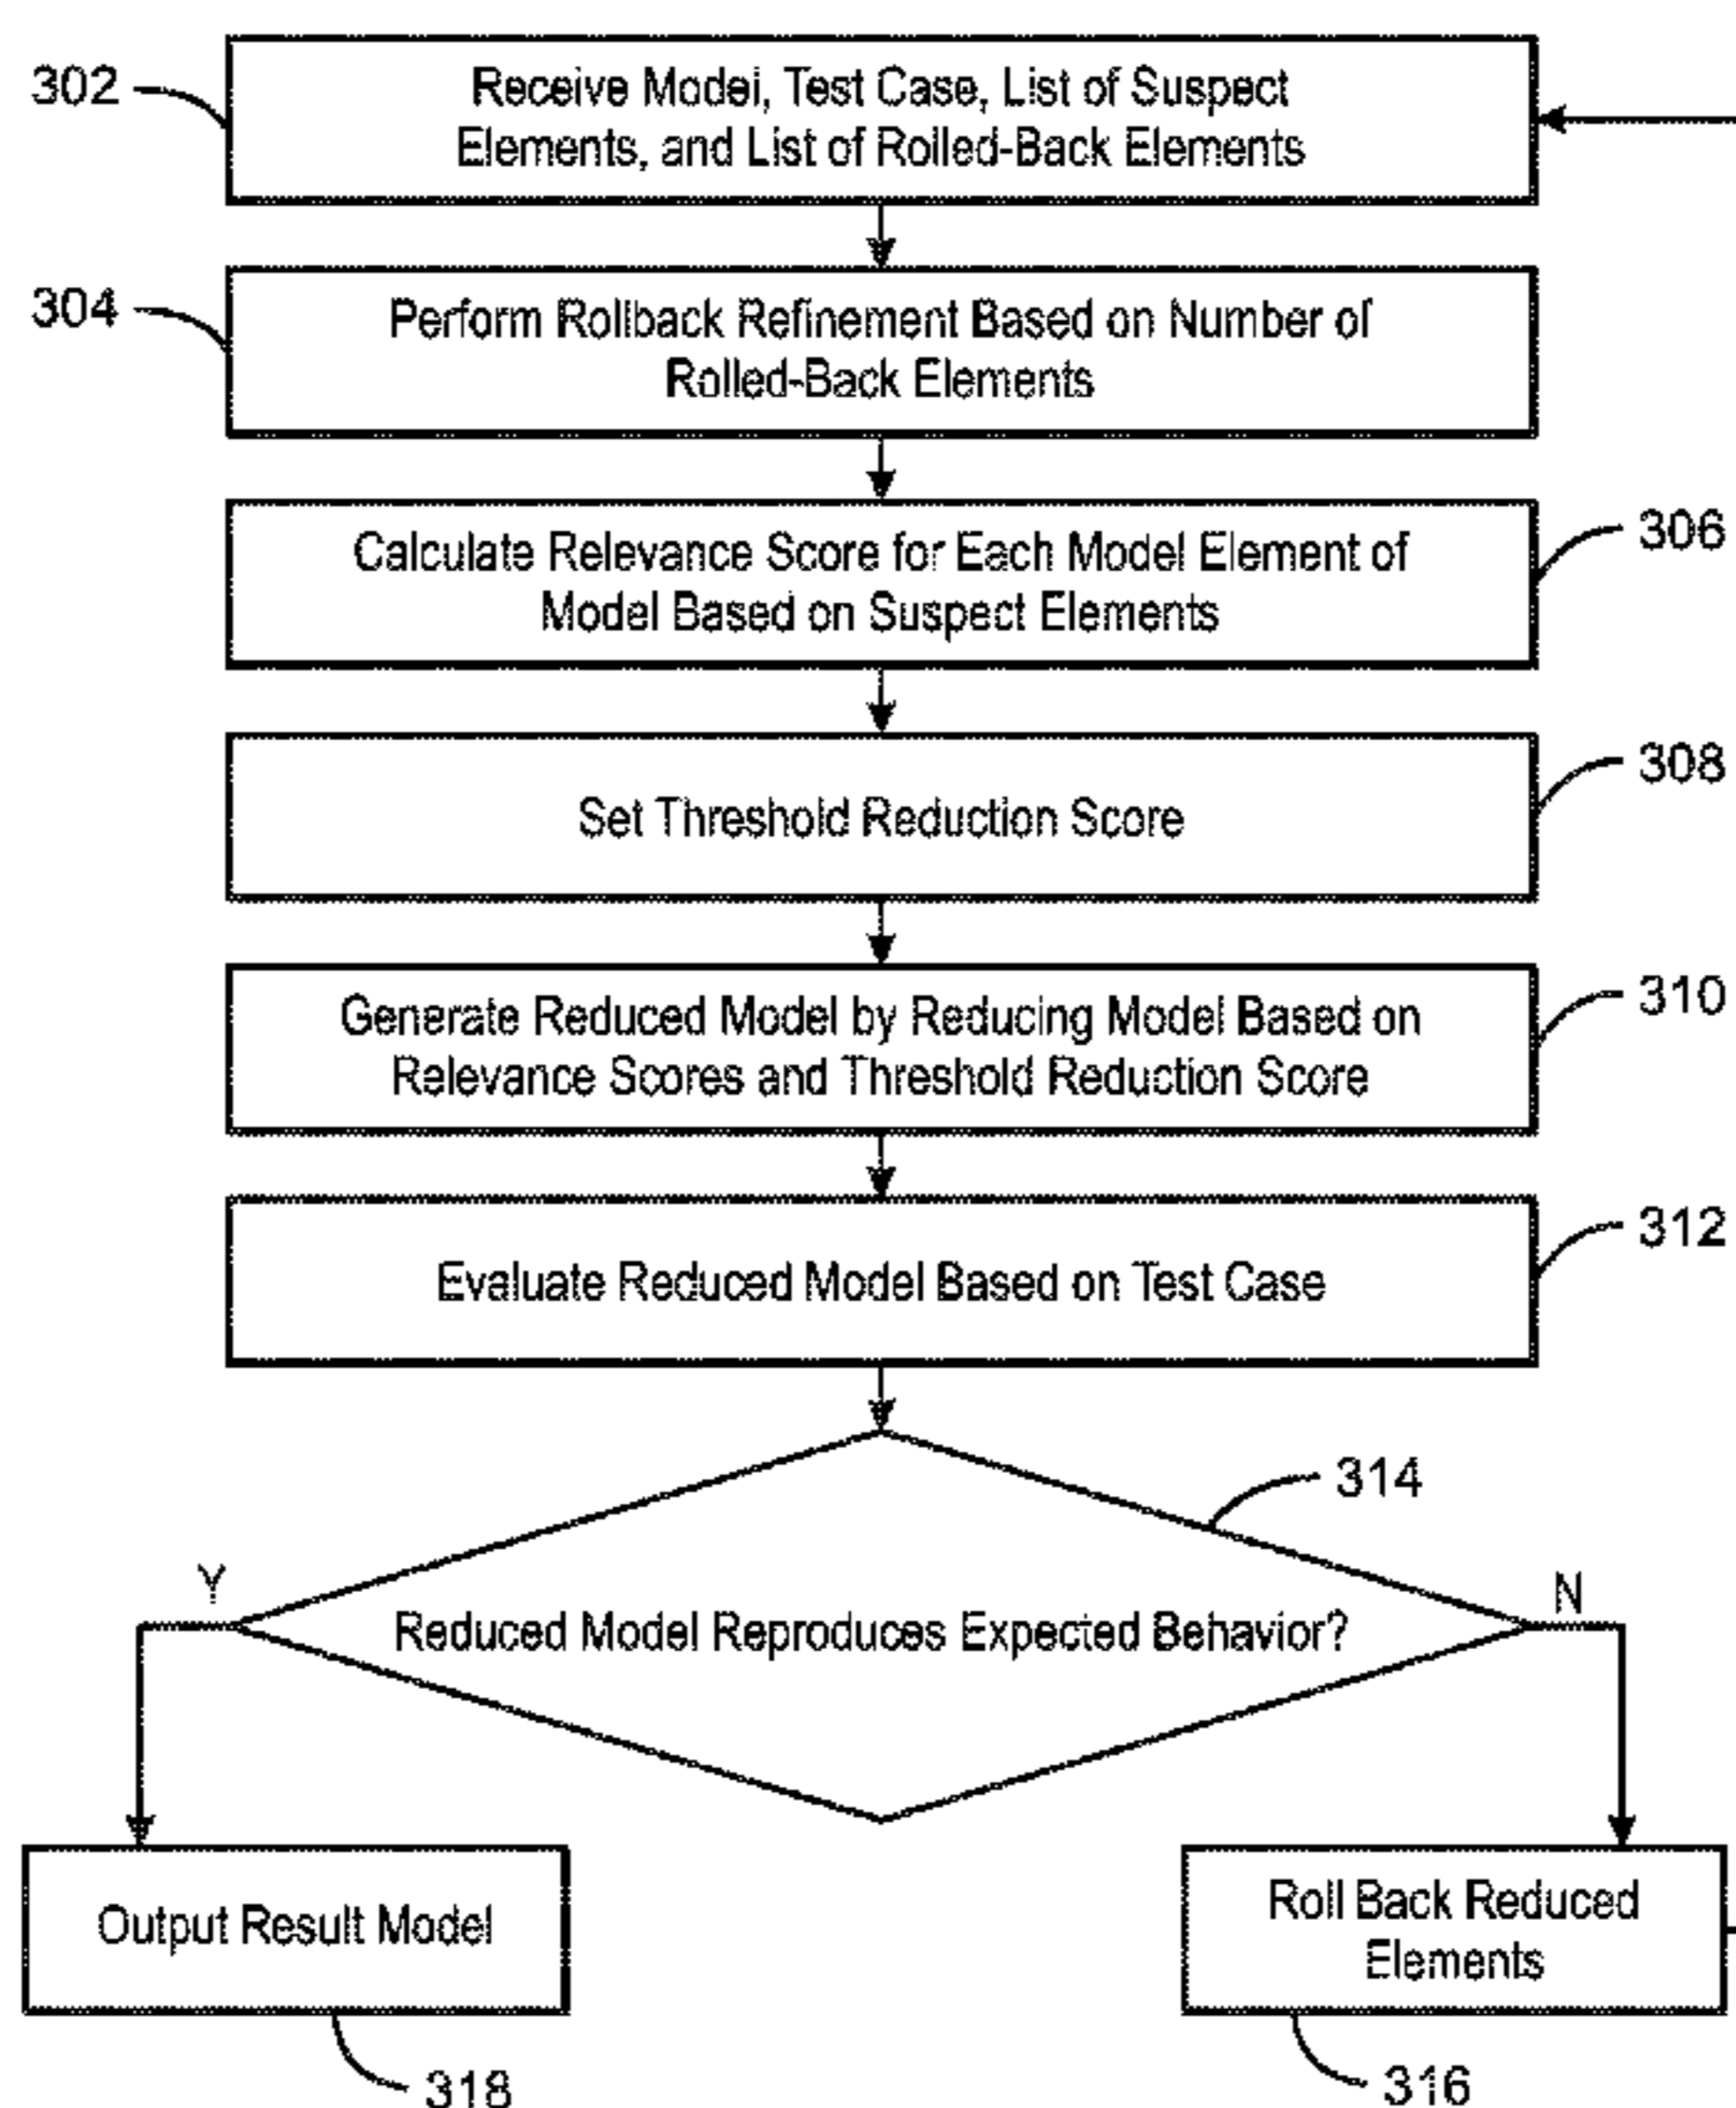 302
Receive Model, Test Case, List of Suspect
Elements, and List of Rolled-Back Elements
304
Perform Rollback Refinement Based on Number of
Rolled-Back Elements
306
Calculate Relevance Score for Each Model Element of
Model Based on Suspect Elements
308
Set Threshold Reduction Score
310
Generate Reduced Model by Reducing Model Based on
Relevance Scores and Threshold Reduction Score
312
Evaluate Reduced Model Based on Test Case
314
Y
N
Reduced Model Reproduces Expected Behavior?
Output Result Model
Roll Back Reduced
Elements
318
316